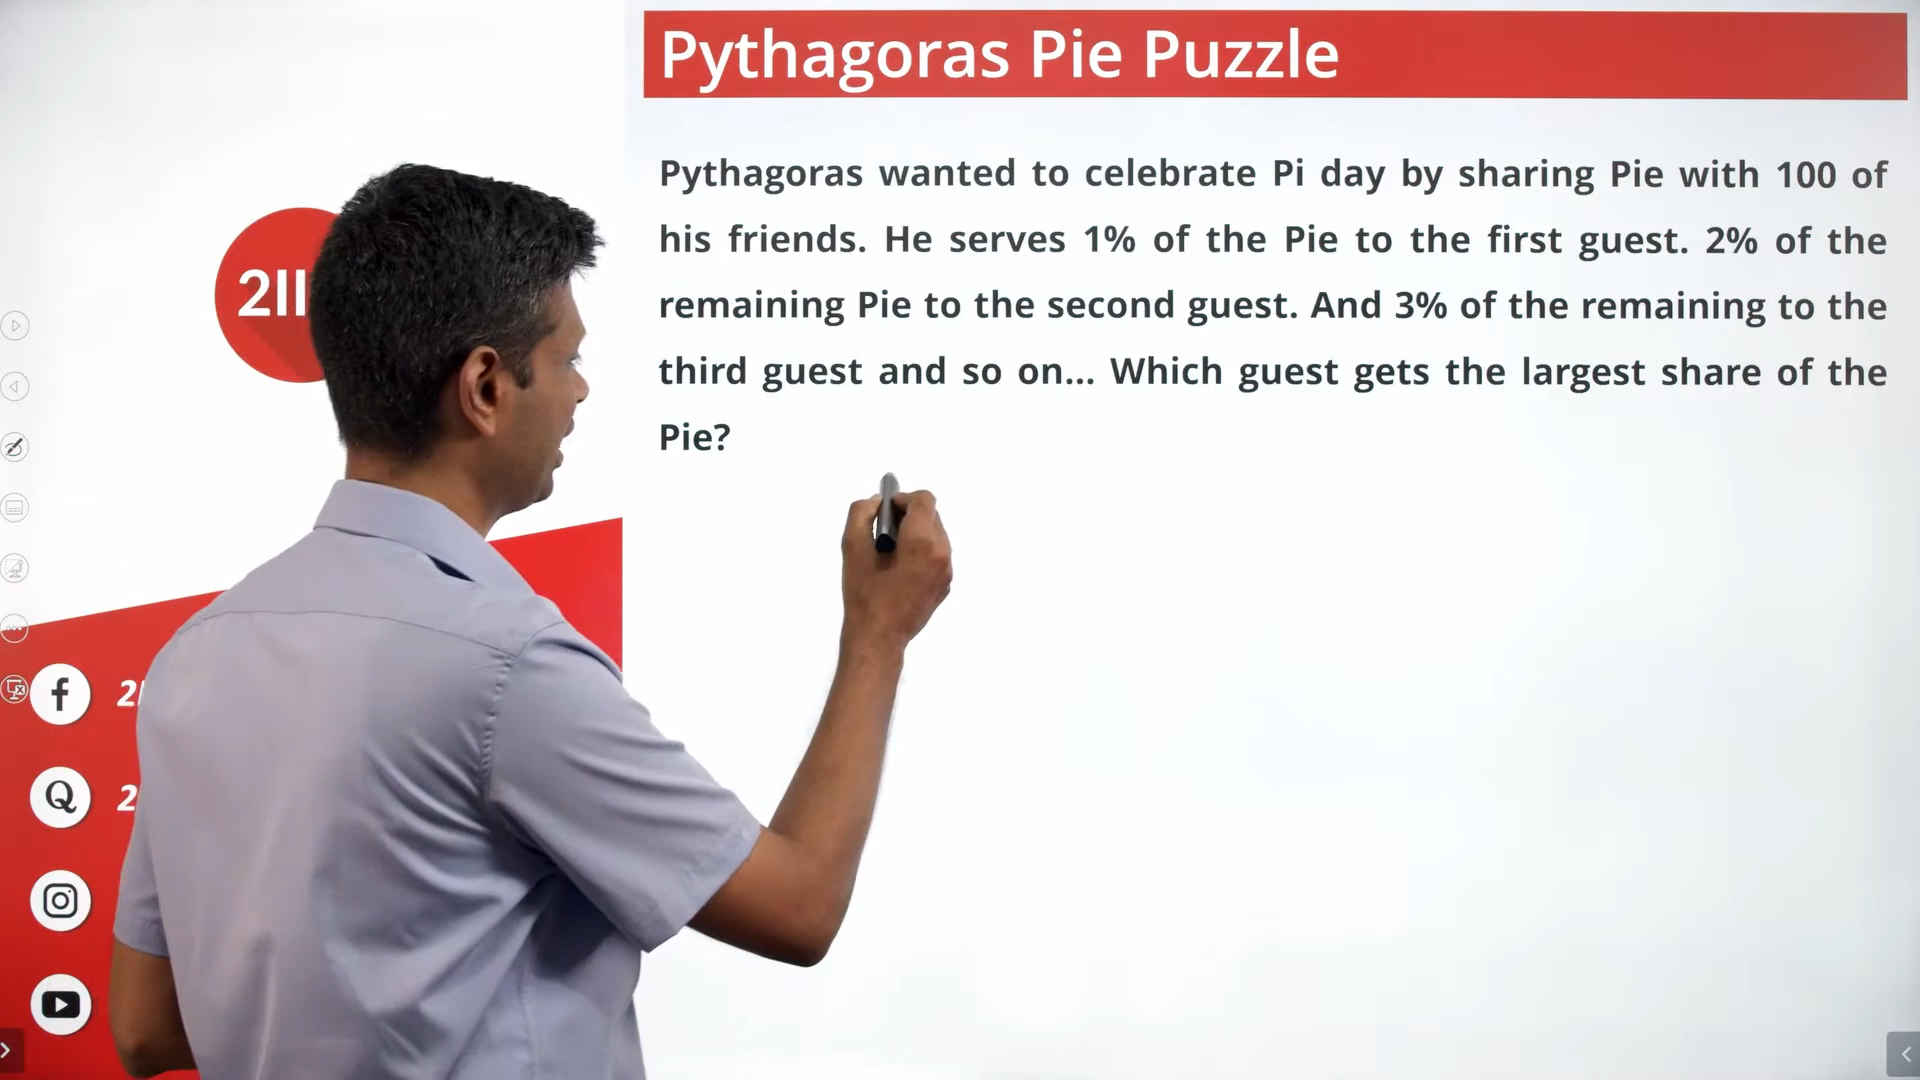 Pythagoras Pie Puzzle
Pythagoras wanted to celebrate Pi day by sharing Pie with 100 of
his friends. He serves 1% of the Pie to the first guest. 2% of the
remaining Pie to the second guest. And 3% of the remaining to the
third guest and so on... Which guest gets the largest share of the
Pie?
2II